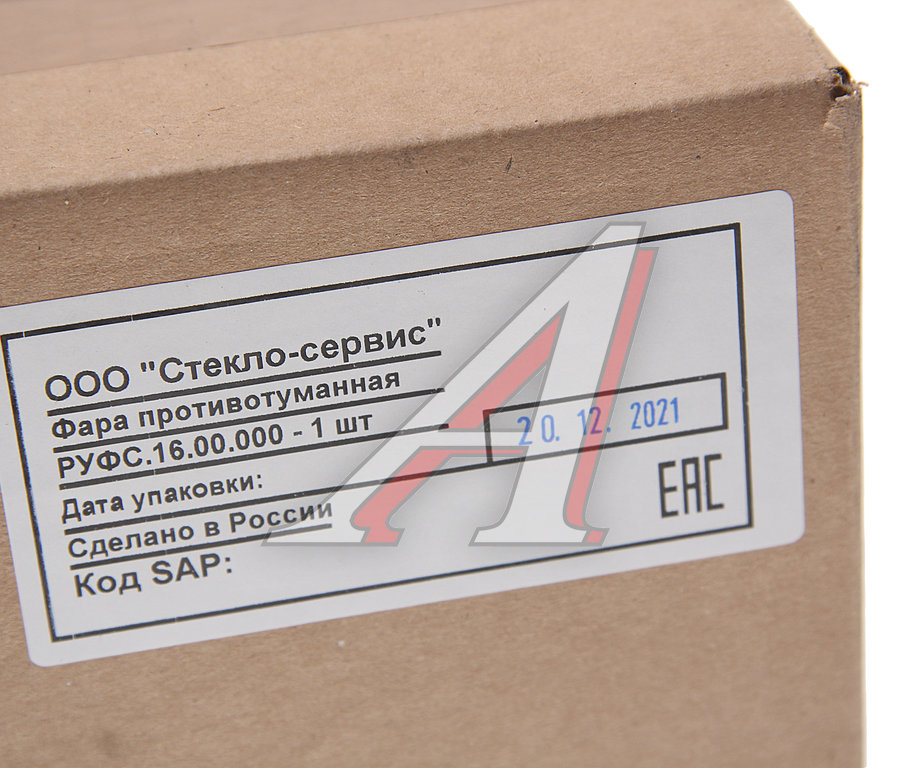 ООО "Стекло-сервис"
Фара противотуманная
РУФС.16.00.000 - 1 шт
Дата упаковки: 20. 12. 2021
Сделано в России
Код SAP:
EAC